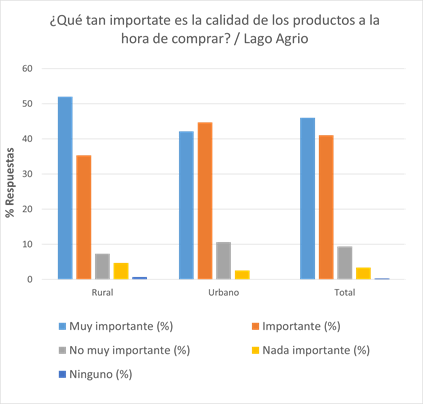 ¿Qué tan importate es la calidad de los productos a la
hora de comprar? / Lago Agrio
% Respuestas
60
50
40
30
20
10
0
Rural Urbano Total
Muy importante (%) Importante (%)
No muy importante (%) Nada importante (%)
Ninguno (%)